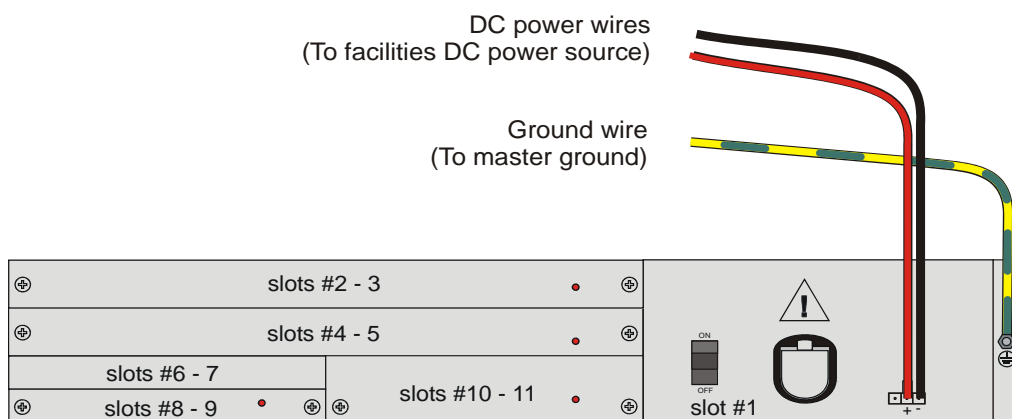 DC power wires
(To facilities DC power source)
Ground wire
(To master ground)
slots #2 - 3
slots #4 - 5
slots #6 - 7
slots #8 - 9
slots #10 - 11
!
ON
OFF
slot #1
+ -